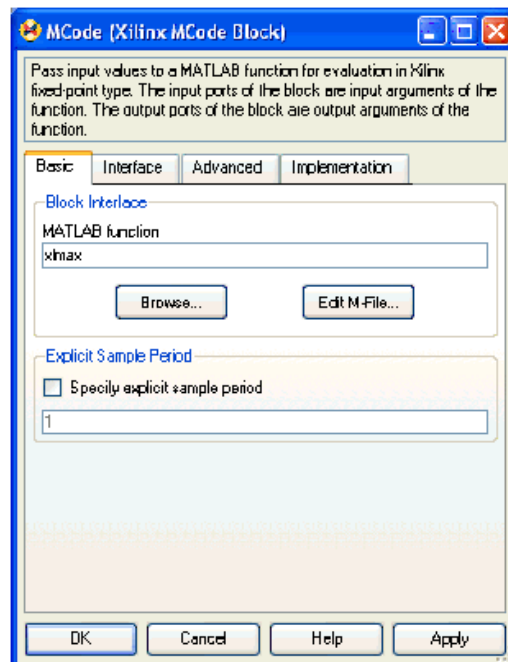 MCode (Xilinx MCode Block)
Pass input values to a MATLAB function for evaluation in Xilinx
fixed-point type. The input ports of the block are input arguments of the
function. The output ports of the block are output arguments of the
function.
Basic Interface Advanced Implementation
Block Interface
MATLAB function
xlmax
Browse... Edit M-File...
Explicit Sample Period
Specify explicit sample period
1
OK Cancel Help Apply